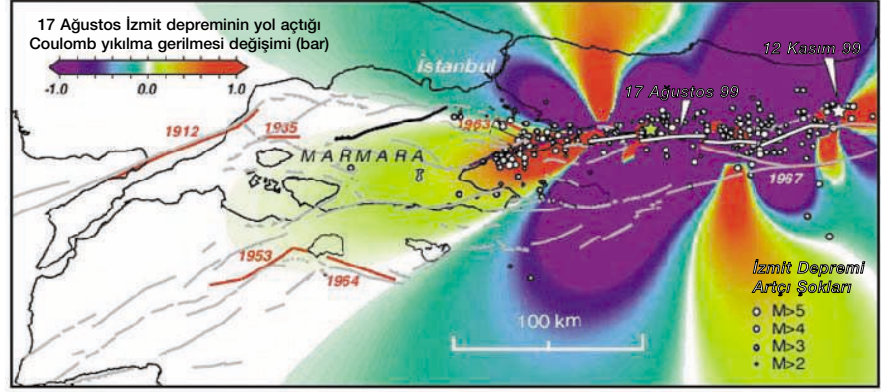 17 Ağustos İzmit depreminin yol açtığı
Coulomb yıkılma gerilmesi değişimi (bar)
-1.0 0.0 1.0
İstanbul
12 Kasım 99
17 Ağustos 99
1912
1935
1963
MARMARA
1967
1953
1964
İzmit Depremi
Artçı Şokları
M>5
M>4
M>3
M>2
100 km